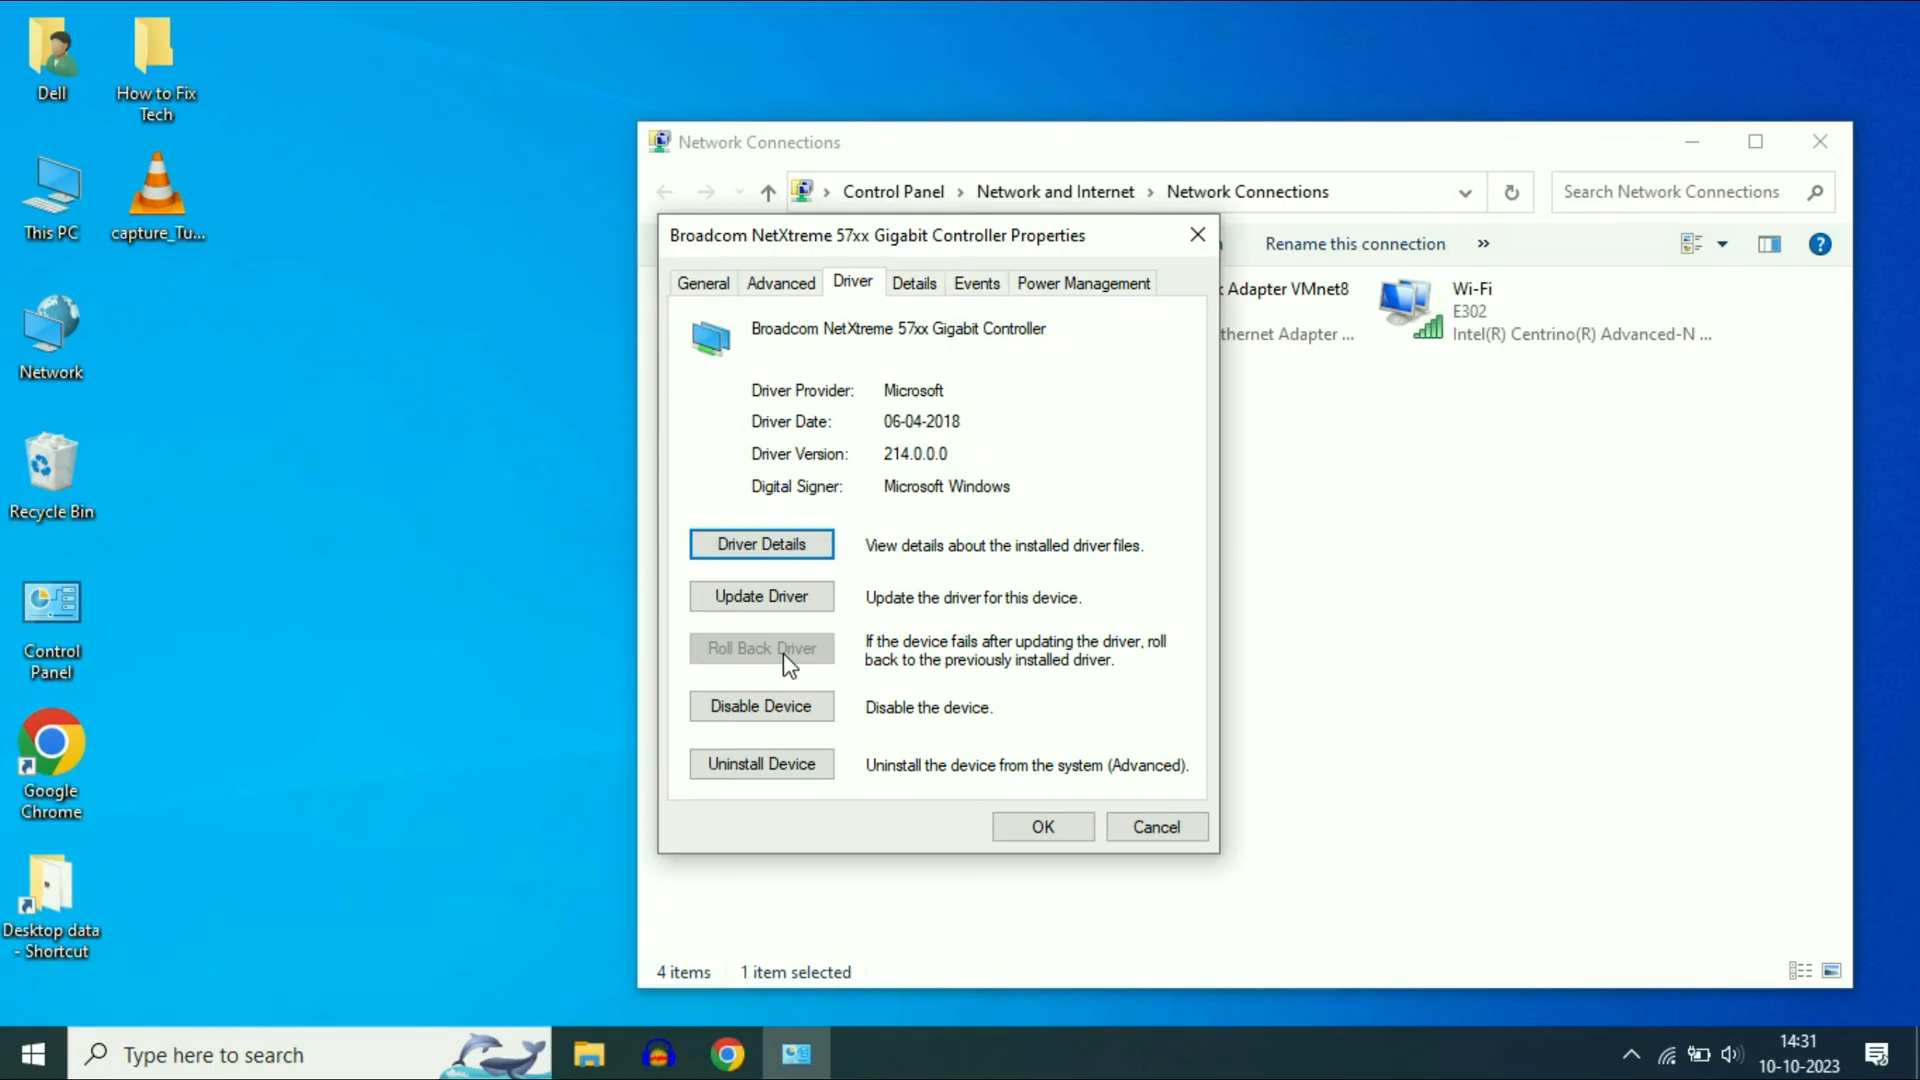 Dell
How to Fix
Tech
This PC
capture_Tu...
Network
Recycle Bin
Control
Panel
Google
Chrome
Desktop data
- Shortcut
Network Connections
Control Panel
Network and Internet
Network Connections
Search Network Connections
Rename this connection
»
Adapter VMnet8
thernet Adapter ...
Wi-Fi
E302
Intel(R) Centrino(R) Advanced-N ...
Broadcom NetXtreme 57xx Gigabit Controller Properties
General
Advanced
Driver
Details
Events
Power Management
Broadcom NetXtreme 57xx Gigabit Controller
Driver Provider: Microsoft
Driver Date: 06-04-2018
Driver Version: 214.0.0.0
Digital Signer: Microsoft Windows
Driver Details
View details about the installed driver files.
Update Driver
Update the driver for this device.
Roll Back Driver
If the device fails after updating the driver, roll
back to the previously installed driver.
Disable Device
Disable the device.
Uninstall Device
Uninstall the device from the system (Advanced).
OK
Cancel
4 items
1 item selected
Type here to search
14:31
10-10-2023